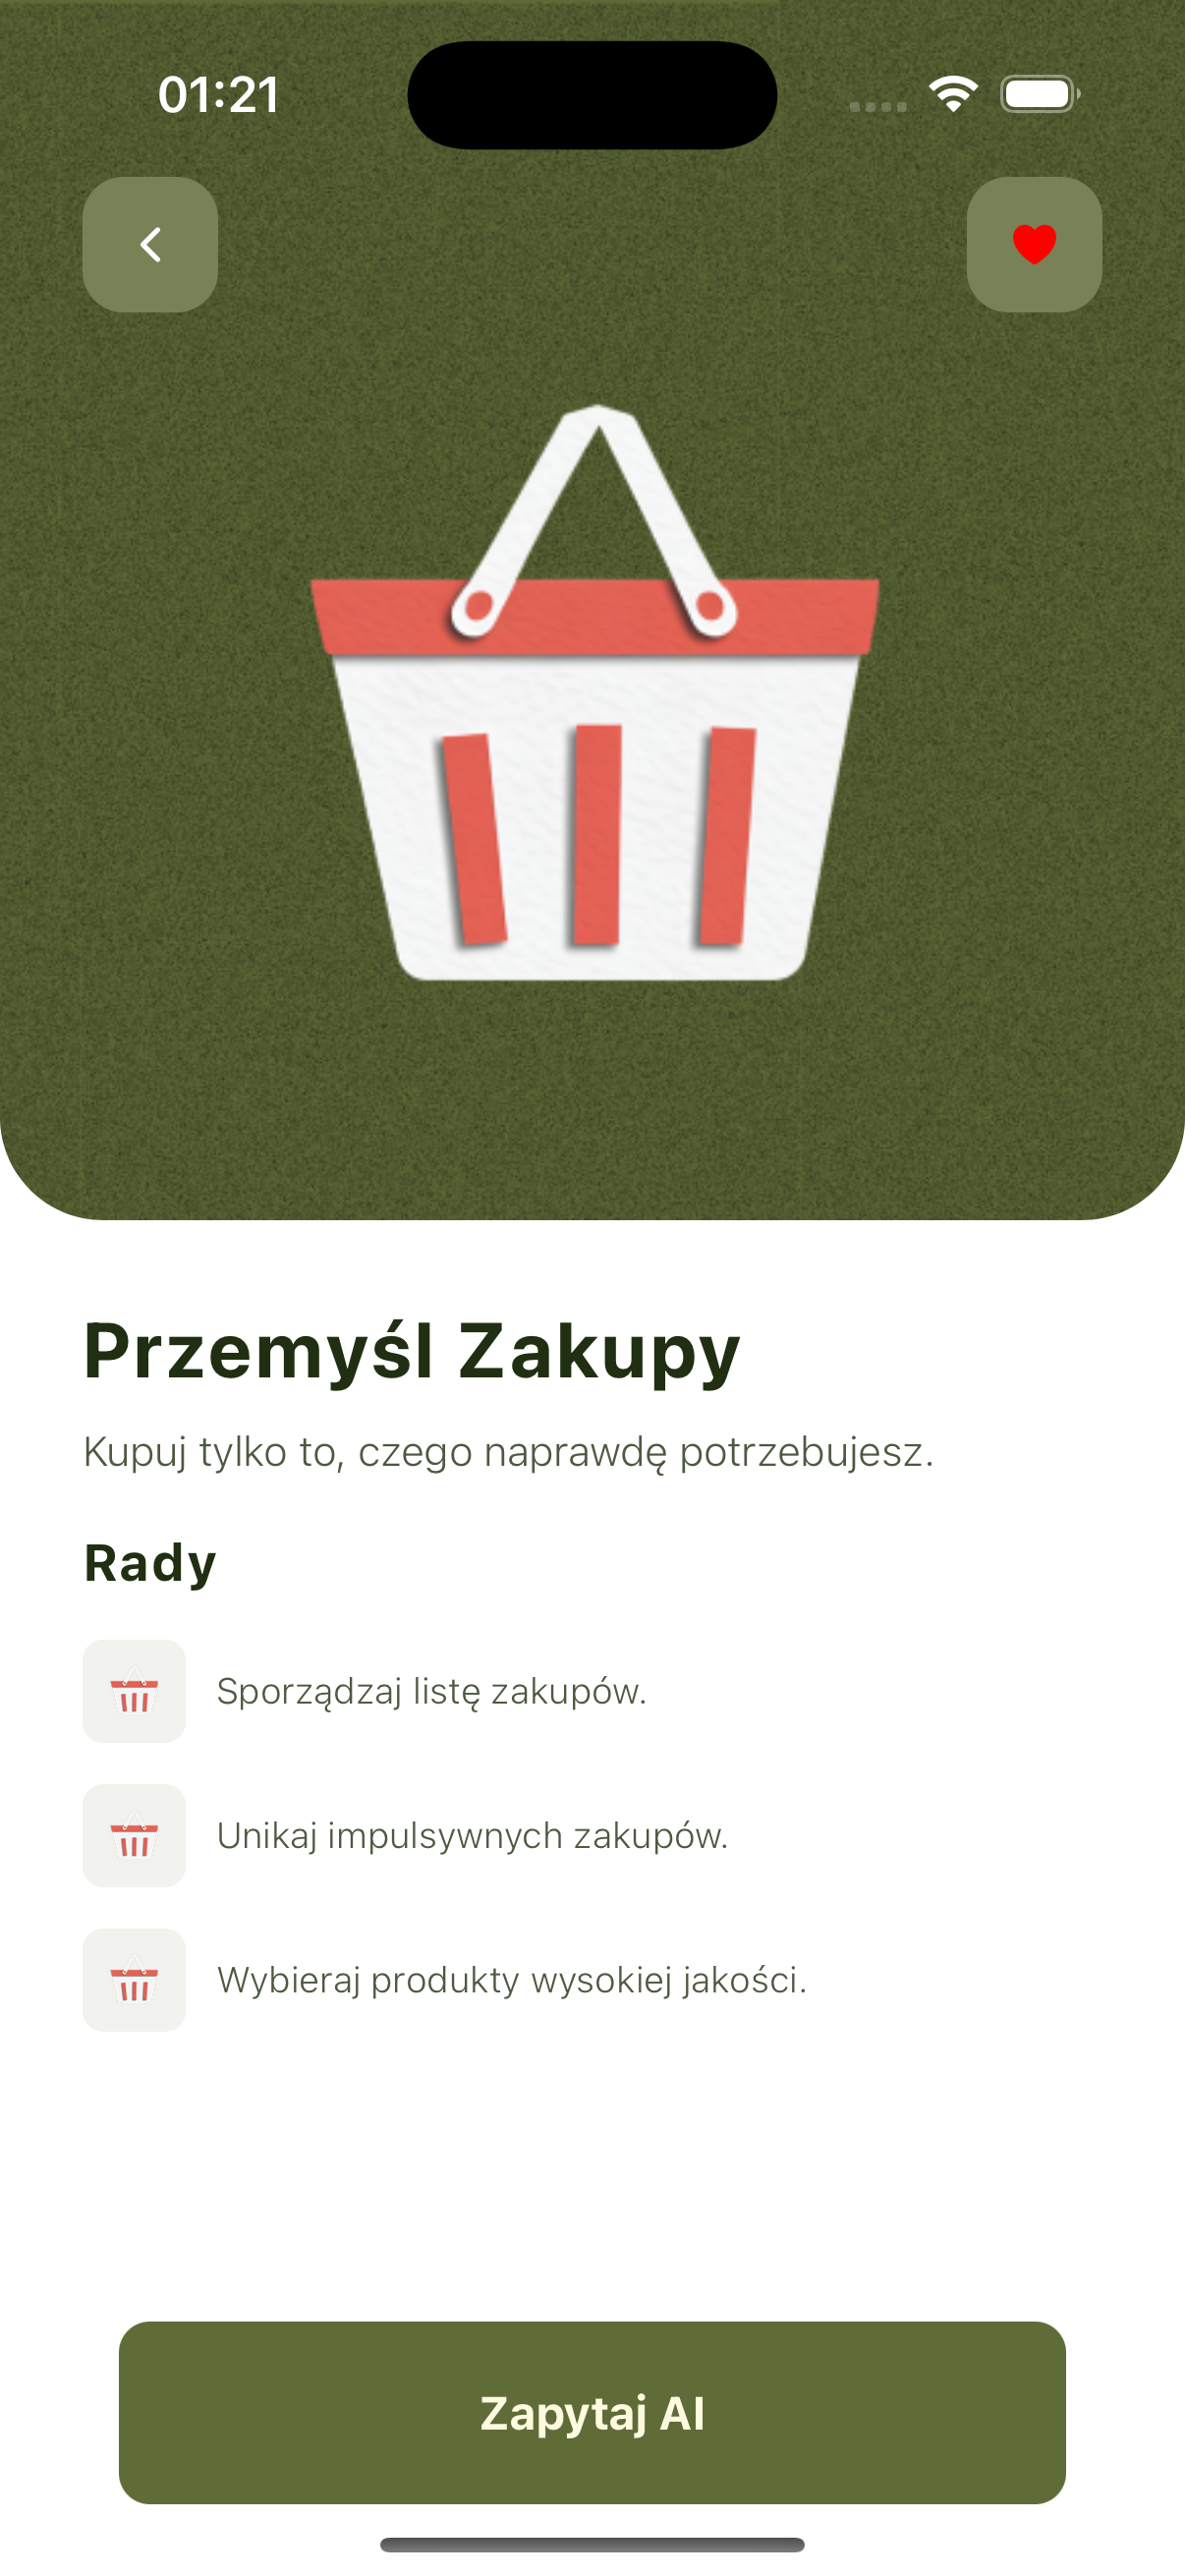 01:21
Przemyśl Zakupy
Kupuj tylko to, czego naprawdę potrzebujesz.
Rady
Sporządzaj listę zakupów.
Unikaj impulsywnych zakupów.
Wybieraj produkty wysokiej jakości.
Zapytaj AI